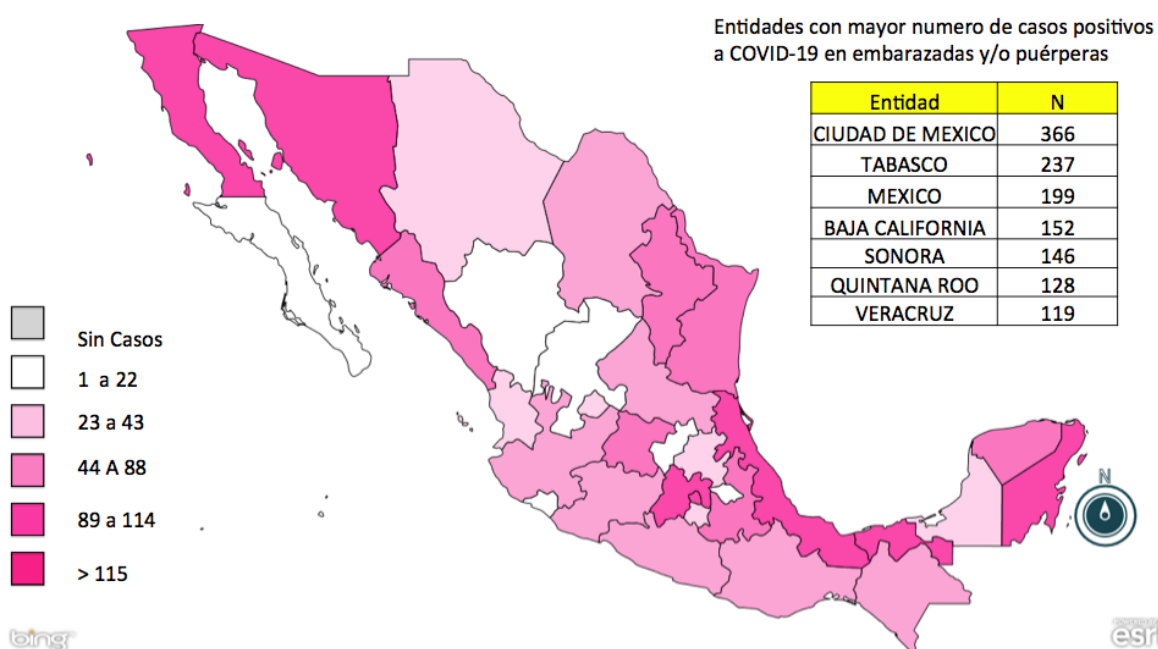 Entidades con mayor numero de casos positivos
a COVID-19 en embarazadas y/o puérperas
Entidad N
CIUDAD DE MEXICO 366
TABASCO 237
MEXICO 199
BAJA CALIFORNIA 152
SONORA 146
QUINTANA ROO 128
VERACRUZ 119
Sin Casos
1 a 22
23 a 43
44 A 88
89 a 114
> 115
N
bing
esri